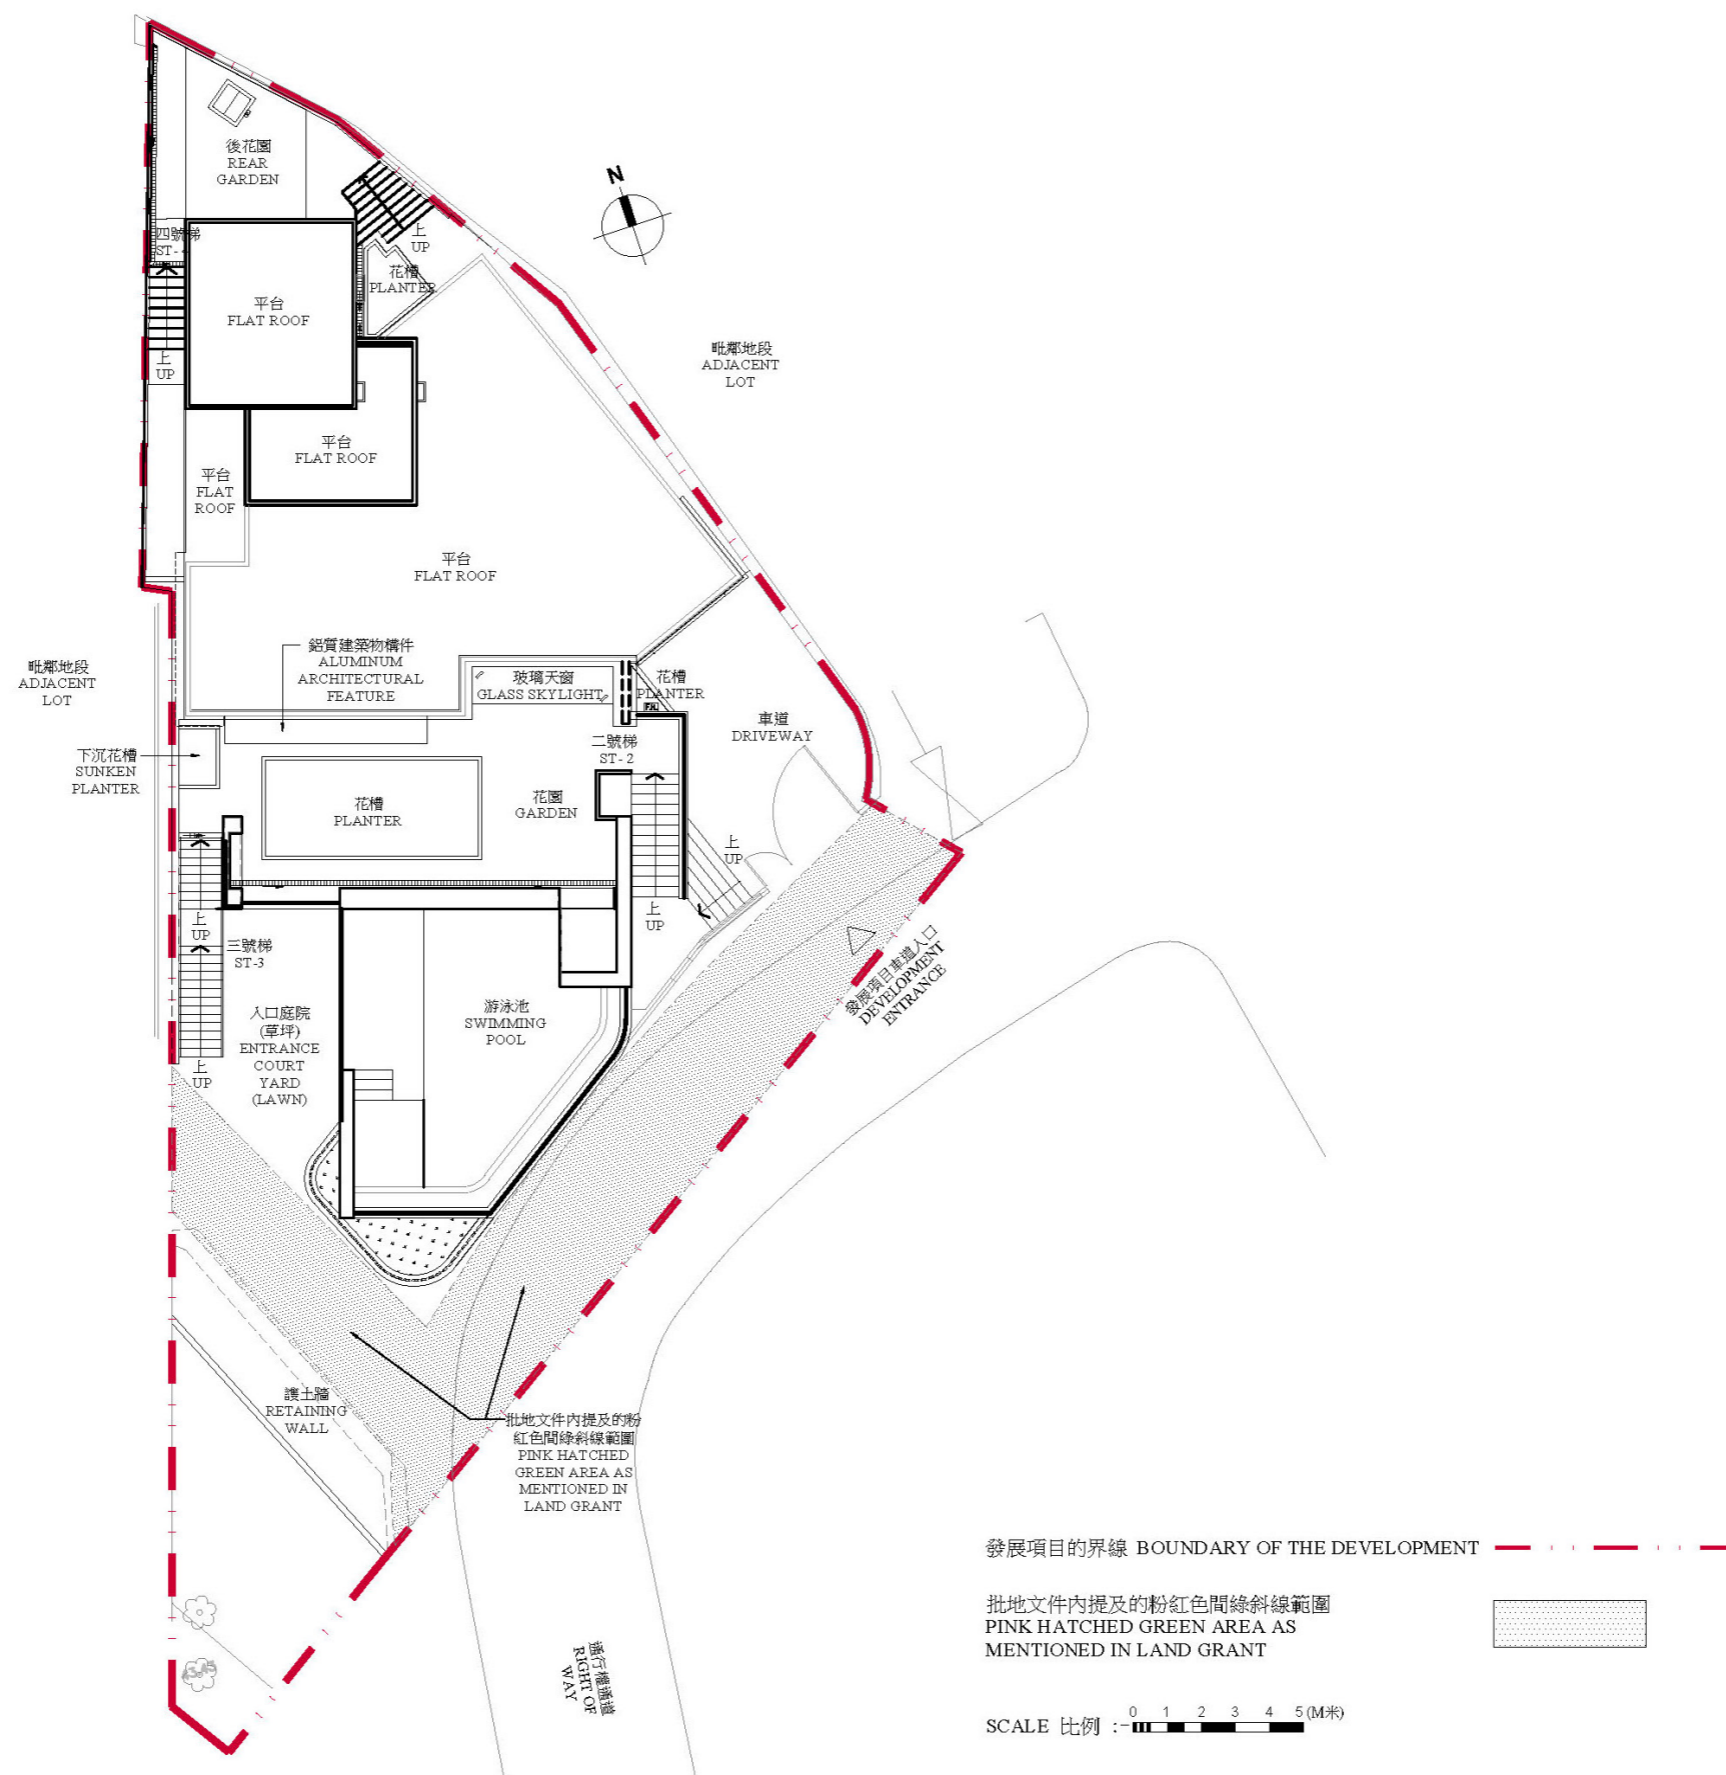 後花園
REAR
GARDEN
N
四號梯
ST-
上
UP
上
UP
花槽
PLANTER
平台
FLAT ROOF
毗鄰地段
ADJACENT
LOT
平台
FLAT ROOF
平台
FLAT
ROOF
平台
FLAT ROOF
鋁質建築物構件
ALUMINUM
ARCHITECTURAL
FEATURE
玻璃天窗
GLASS SKYLIGHT
花槽
PLANTER
F.H.
毗鄰地段
ADJACENT
LOT
車道
DRIVEWAY
下沉花槽
SUNKEN
PLANTER
二號梯
ST- 2
花槽
PLANTER
花園
GARDEN
上
UP
上
UP
上
UP
三號梯
ST-3
入口庭院
(草坪)
ENTRANCE
COURT
YARD
(LAWN)
上
UP
游泳池
SWIMMING
POOL
發展項目車道入口
DEVELOPMENT
ENTRANCE
護土牆
RETAINING
WALL
批地文件內提及的粉
紅色間綠斜線範圍
PINK HATCHED
GREEN AREA AS
MENTIONED IN
LAND GRANT
通行權通道
RIGHT OF
WAY
發展項目的界線 BOUNDARY OF THE DEVELOPMENT
批地文件內提及的粉紅色間綠斜線範圍
PINK HATCHED GREEN AREA AS
MENTIONED IN LAND GRANT
SCALE 比例 : 0 1 2 3 4 5 (M米)